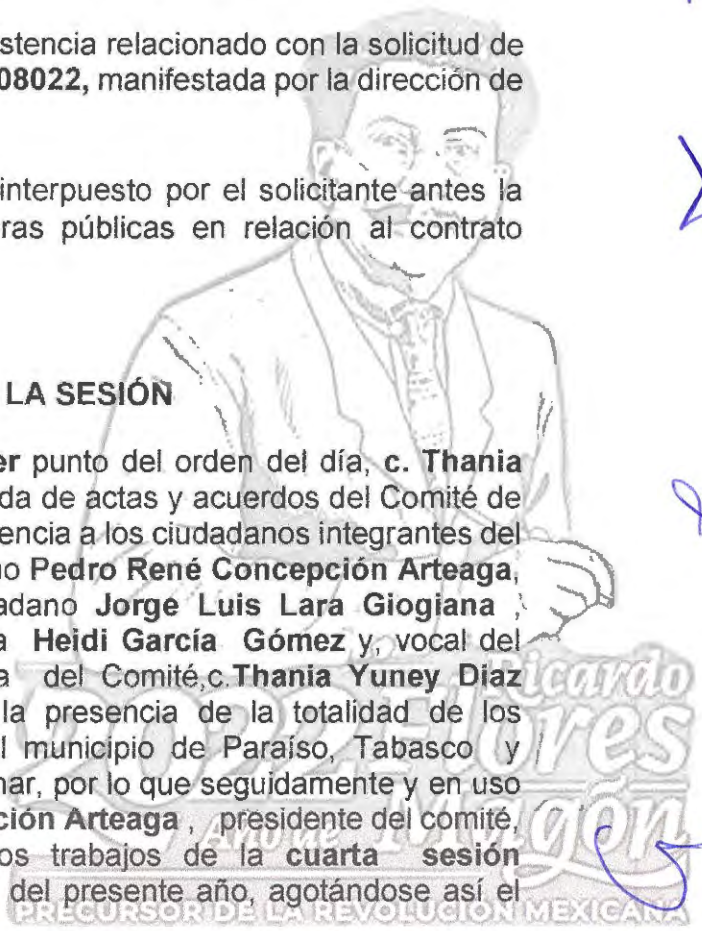 stencia relacionado con la solicitud de
08022, manifestada por la dirección de
interpuesto por el solicitante antes la
ras públicas en relación al contrato
LA SESIÓN
er punto del orden del día, c. Thania
da de actas y acuerdos del Comité de
encia a los ciudadanos integrantes del
no Pedro René Concepción Arteaga,
adano Jorge Luis Lara Giogiana ,
a Heidi García Gómez y, vocal del
a del Comité,c.Thania Yuney Diaz
la presencia de la totalidad de los
l municipio de Paraíso, Tabasco y
nar, por lo que seguidamente y en uso
ción Arteaga , presidente del comité,
os trabajos de la cuarta sesión
del presente año, agotándose así el
2022 Ricardo
Flores
Año de Magón
PRECURSOR DE LA REVOLUCIÓN MEXICANA